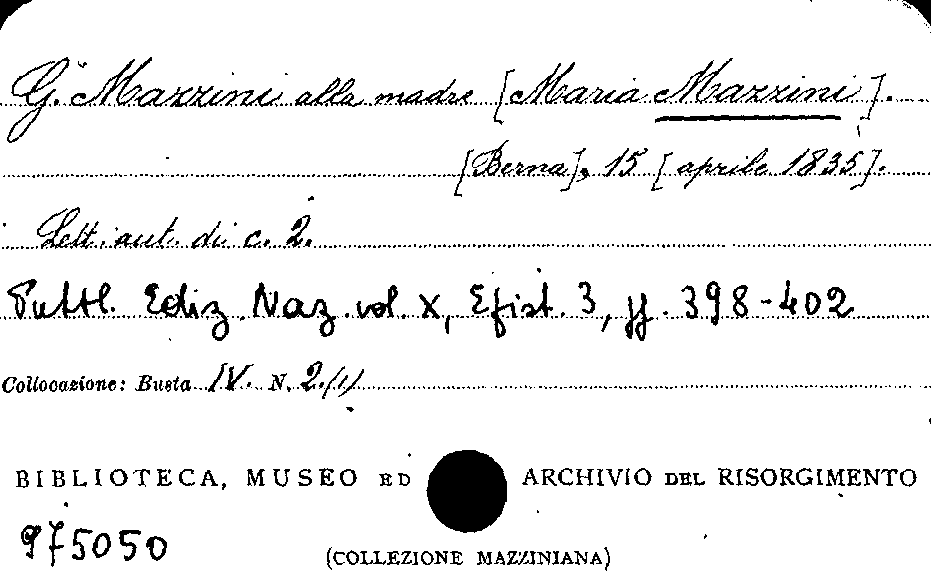 G. Mazzini alla madre [Maria Mazzini].
[Berna], 15 [aprile 1835].
Lett. aut. di c. 2.
Pubbl. Ediz. Naz. vol. X, Epist. 3, pp. 398-402
Collocazione: Busta IV. N. 2/(1)
BIBLIOTECA, MUSEO ED ARCHIVIO DEL RISORGIMENTO
975050
(COLLEZIONE MAZZINIANA)